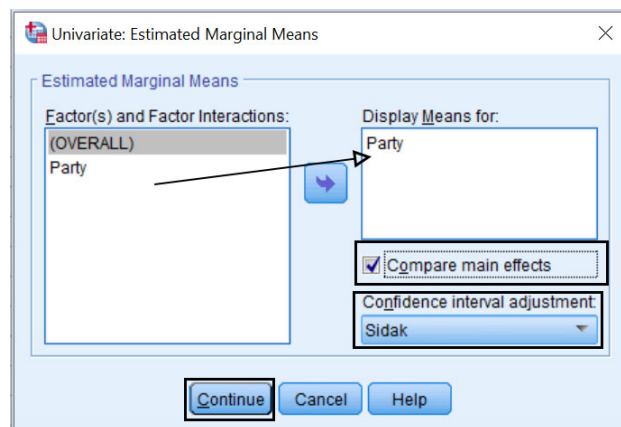 Univariate: Estimated Marginal Means
Estimated Marginal Means
Factor(s) and Factor Interactions:
(OVERALL)
Party
Display Means for:
Party
Compare main effects
Confidence interval adjustment:
Sidak
Continue Cancel Help